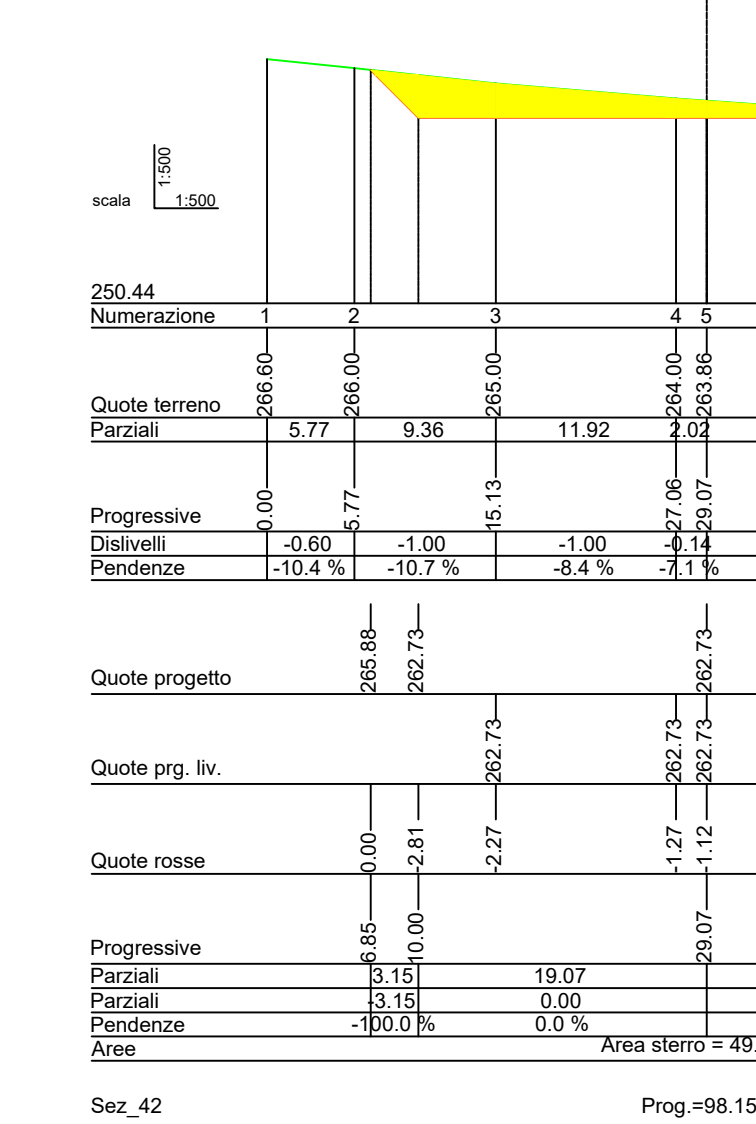 1:500
scala 1:500
250.44
Numerazione 1 2 3 4 5
Quote terreno 266.60 266.00 265.00 264.00 263.86
Parziali 5.77 9.36 11.92 2.02
Progressive 0.00 5.77 15.13 27.06 29.07
Dislivelli -0.60 -1.00 -1.00 -0.14
Pendenze -10.4 % -10.7 % -8.4 % -7.1 %
Quote progetto 265.88 262.73 262.73
Quote prg. liv. 262.73 262.73 262.73
Quote rosse 0.00 -2.81 -2.27 -1.27 -1.12
Progressive 6.85 10.00 29.07
Parziali 3.15 19.07
Parziali -3.15 0.00
Pendenze -100.0 % 0.0 %
Aree Area sterro = 49.
Sez_42 Prog.=98.15